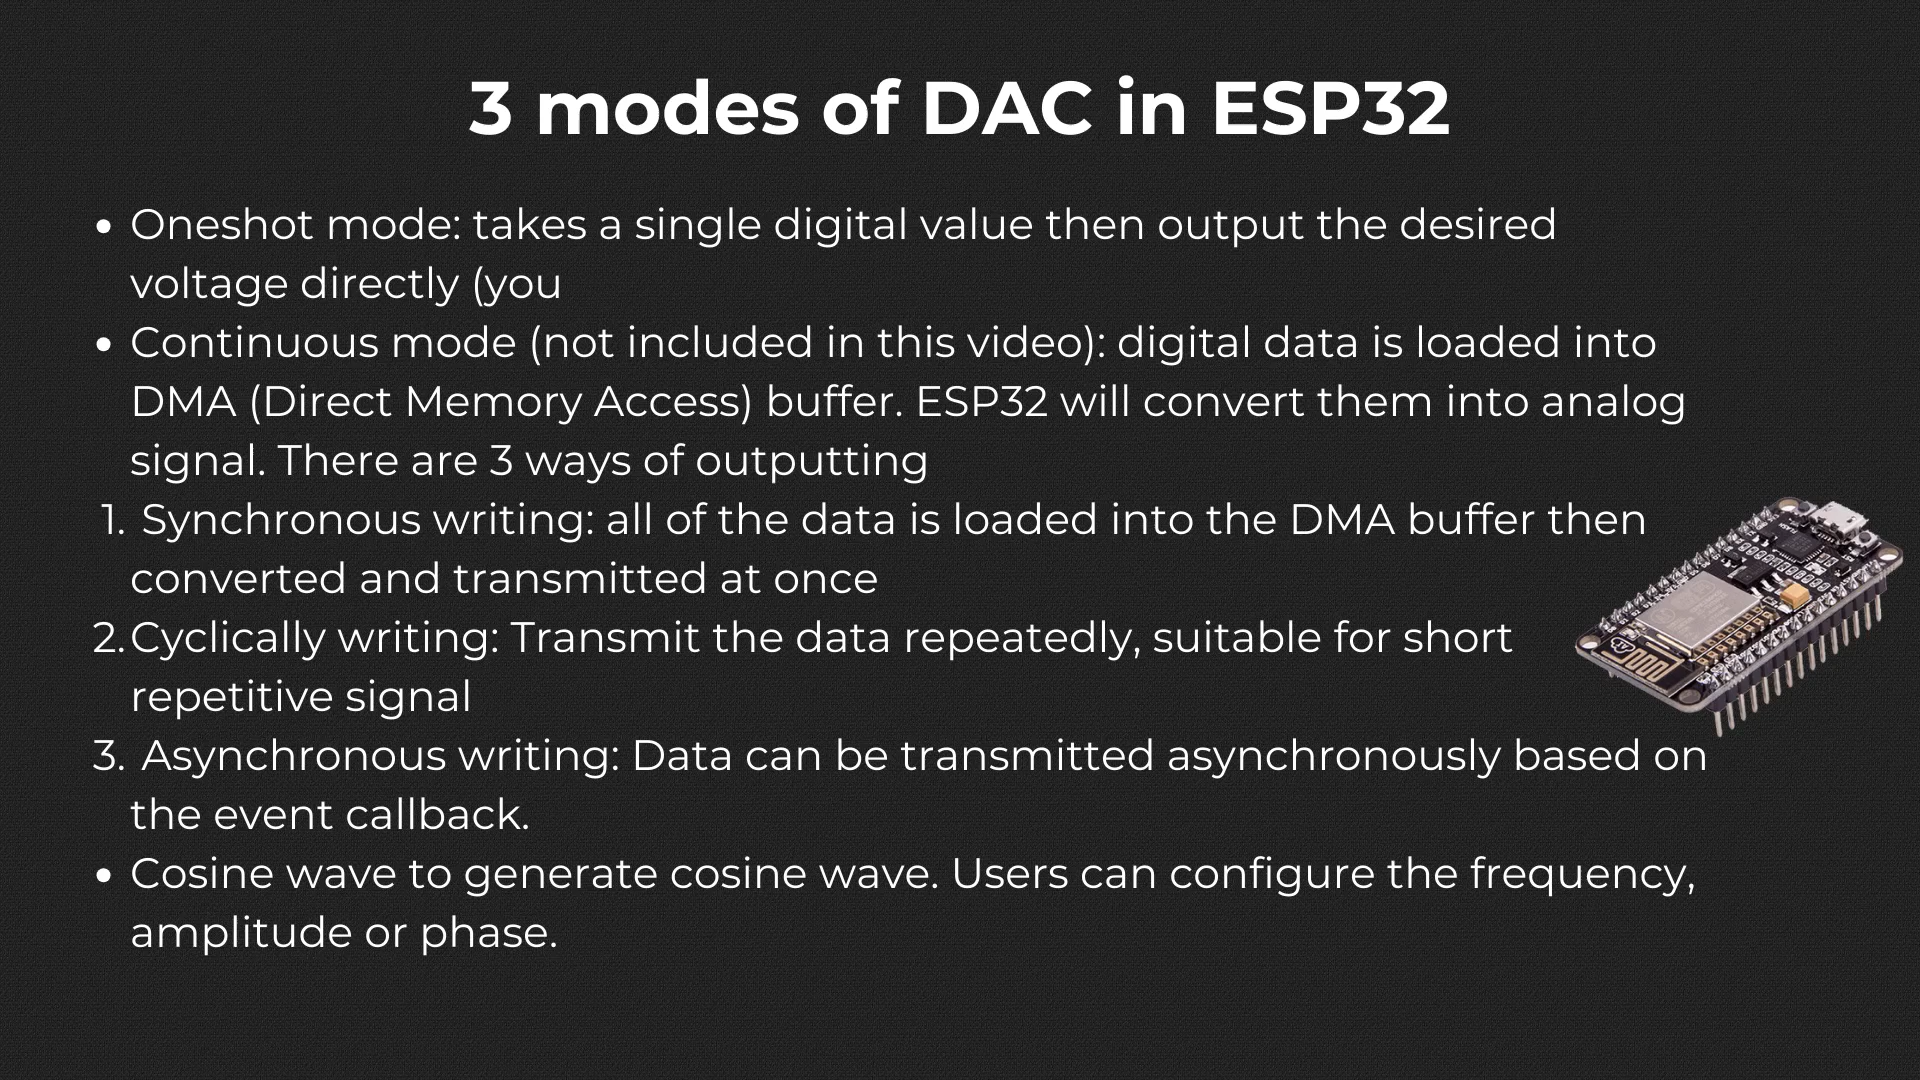 3 modes of DAC in ESP32
• Oneshot mode: takes a single digital value then output the desired
voltage directly (you
• Continuous mode (not included in this video): digital data is loaded into
DMA (Direct Memory Access) buffer. ESP32 will convert them into analog
signal. There are 3 ways of outputting
1. Synchronous writing: all of the data is loaded into the DMA buffer then
converted and transmitted at once
2. Cyclically writing: Transmit the data repeatedly, suitable for short
repetitive signal
3. Asynchronous writing: Data can be transmitted asynchronously based on
the event callback.
• Cosine wave to generate cosine wave. Users can configure the frequency,
amplitude or phase.